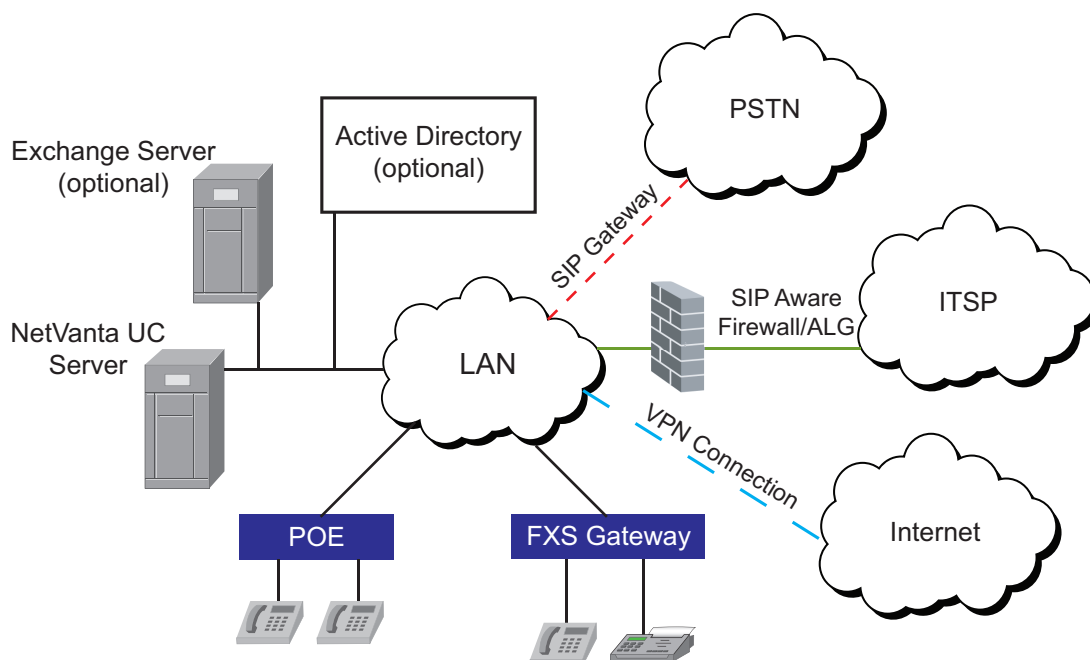 PSTN
Active Directory
(optional)
Exchange Server
(optional)
SIP Gateway
SIP Aware
Firewall/ALG
ITSP
NetVanta UC
Server
LAN
VPN Connection
POE
FXS Gateway
Internet